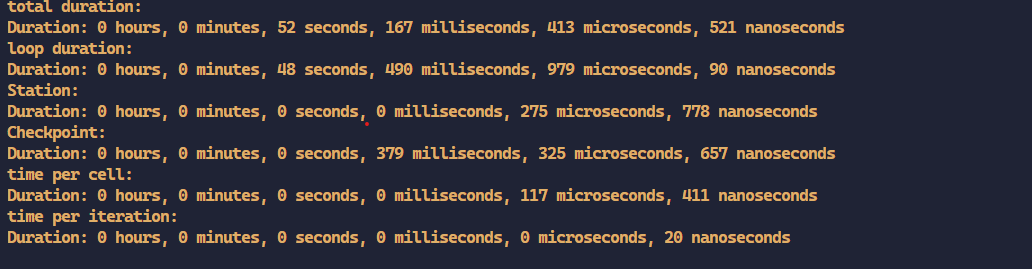 total duration:
Duration: 0 hours, 0 minutes, 52 seconds, 167 milliseconds, 413 microseconds, 521 nanoseconds
loop duration:
Duration: 0 hours, 0 minutes, 48 seconds, 490 milliseconds, 979 microseconds, 90 nanoseconds
Station:
Duration: 0 hours, 0 minutes, 0 seconds, 0 milliseconds, 275 microseconds, 778 nanoseconds
Checkpoint:
Duration: 0 hours, 0 minutes, 0 seconds, 379 milliseconds, 325 microseconds, 657 nanoseconds
time per cell:
Duration: 0 hours, 0 minutes, 0 seconds, 0 milliseconds, 117 microseconds, 411 nanoseconds
time per iteration:
Duration: 0 hours, 0 minutes, 0 seconds, 0 milliseconds, 0 microseconds, 20 nanoseconds